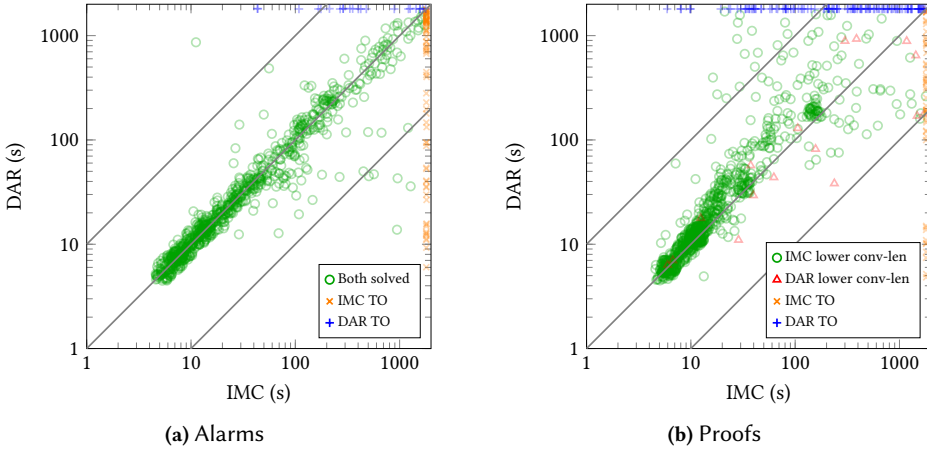 1000
100
10
1
DAR (s)
1
10
100
1000
IMC (s)
Both solved
IMC TO
DAR TO
(a) Alarms
1000
100
10
1
DAR (s)
1
10
100
1000
IMC (s)
IMC lower conv-len
DAR lower conv-len
IMC TO
DAR TO
(b) Proofs